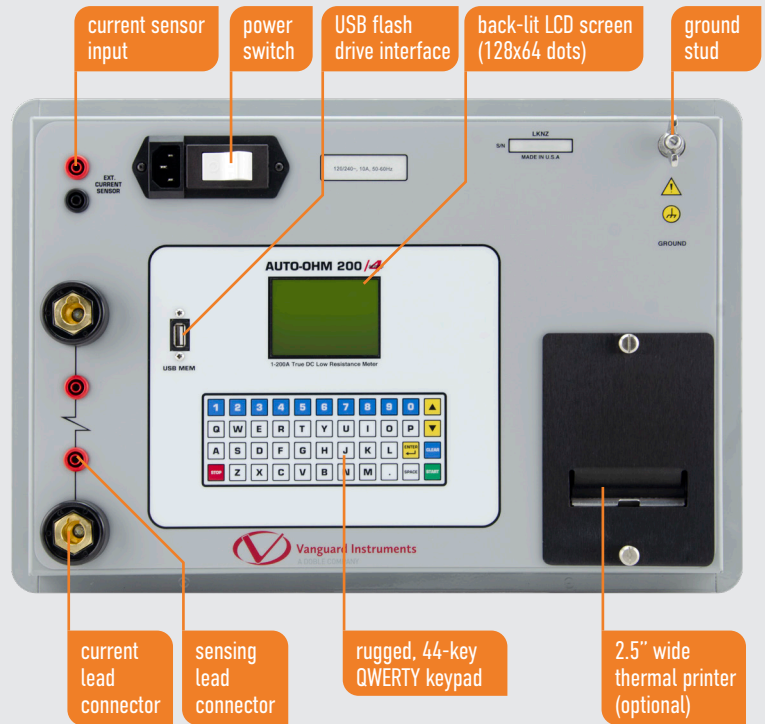 current sensor
input
power
switch
USB flash
drive interface
back-lit LCD screen
(128x64 dots)
ground
stud
LKNZ
S/N
MADE IN U.S.A
120/240~, 10A, 50-60Hz
EXT.
CURRENT
SENSOR
GROUND
AUTO-OHM 200 /4
USB MEM
1-200A True DC Low Resistance Meter
1 2 3 4 5 6 7 8 9 0
Q W E R T Y U I O P
A S D F G H J K L ENTER CLEAR
STOP Z X C V B N M . SPACE START
Vanguard Instruments
A DOBLE COMPANY
current
lead
connector
sensing
lead
connector
rugged, 44-key
QWERTY keypad
2.5” wide
thermal printer
(optional)